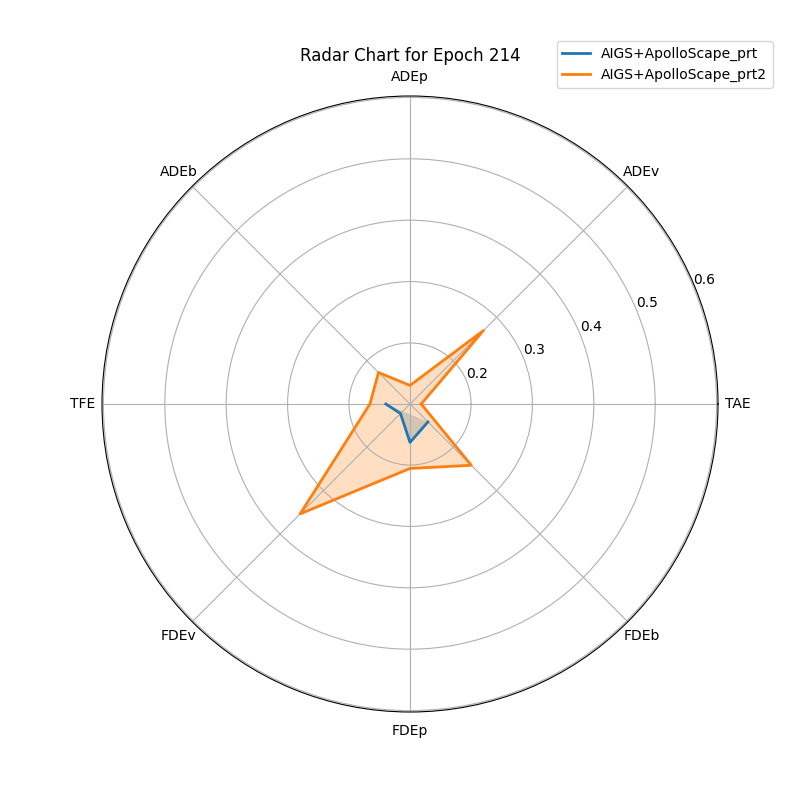 Radar Chart for Epoch 214
AIGS+ApolloScape_prt
AIGS+ApolloScape_prt2
ADEp
ADEb
ADEv
0.6
0.5
0.4
0.3
0.2
TFE
TAE
FDEv
FDEb
FDEp